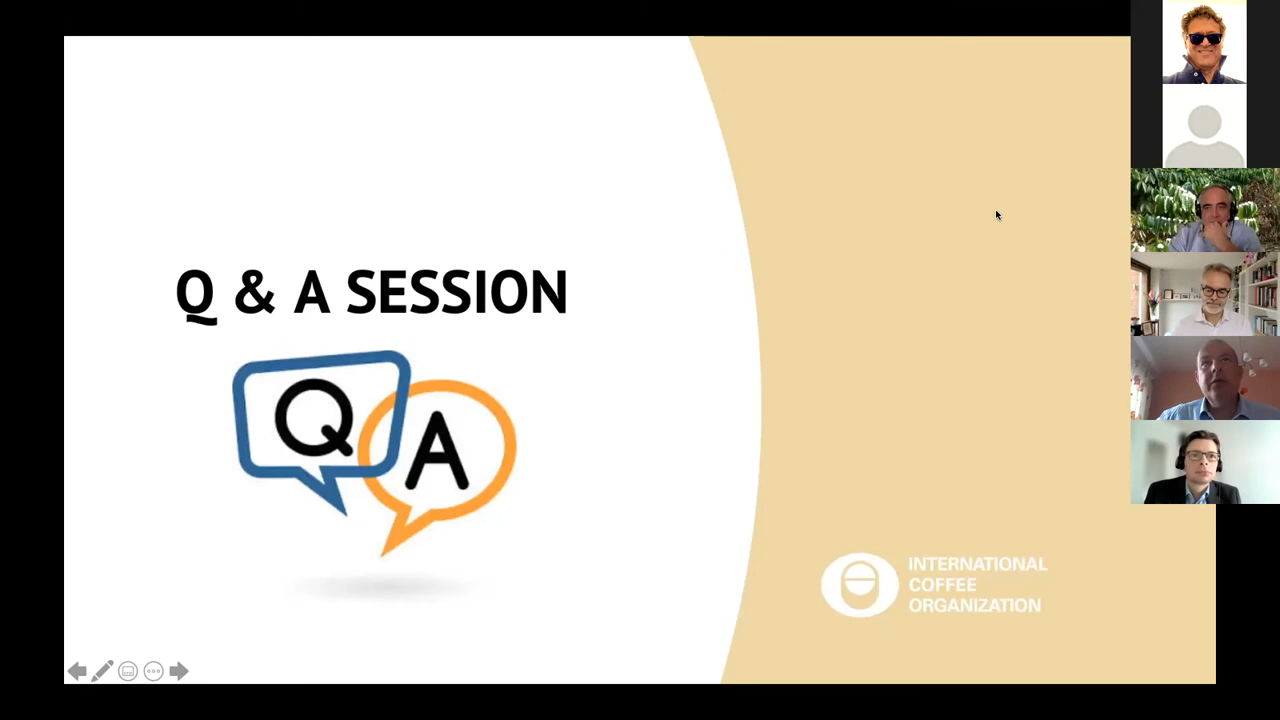 Q & A SESSION
Q
A
INTERNATIONAL
COFFEE
ORGANIZATION